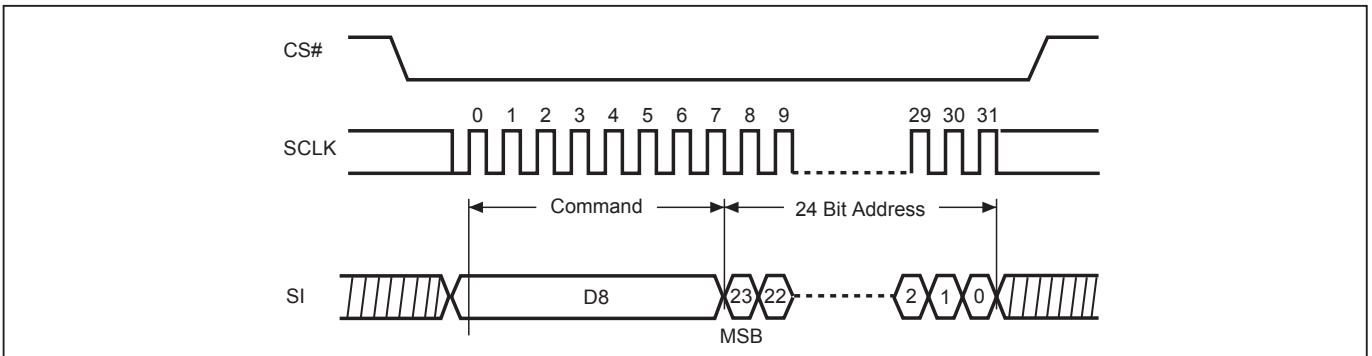 CS#
0 1 2 3 4 5 6 7 8 9 29 30 31
SCLK
Command 24 Bit Address
SI D8 23 22 2 1 0
MSB